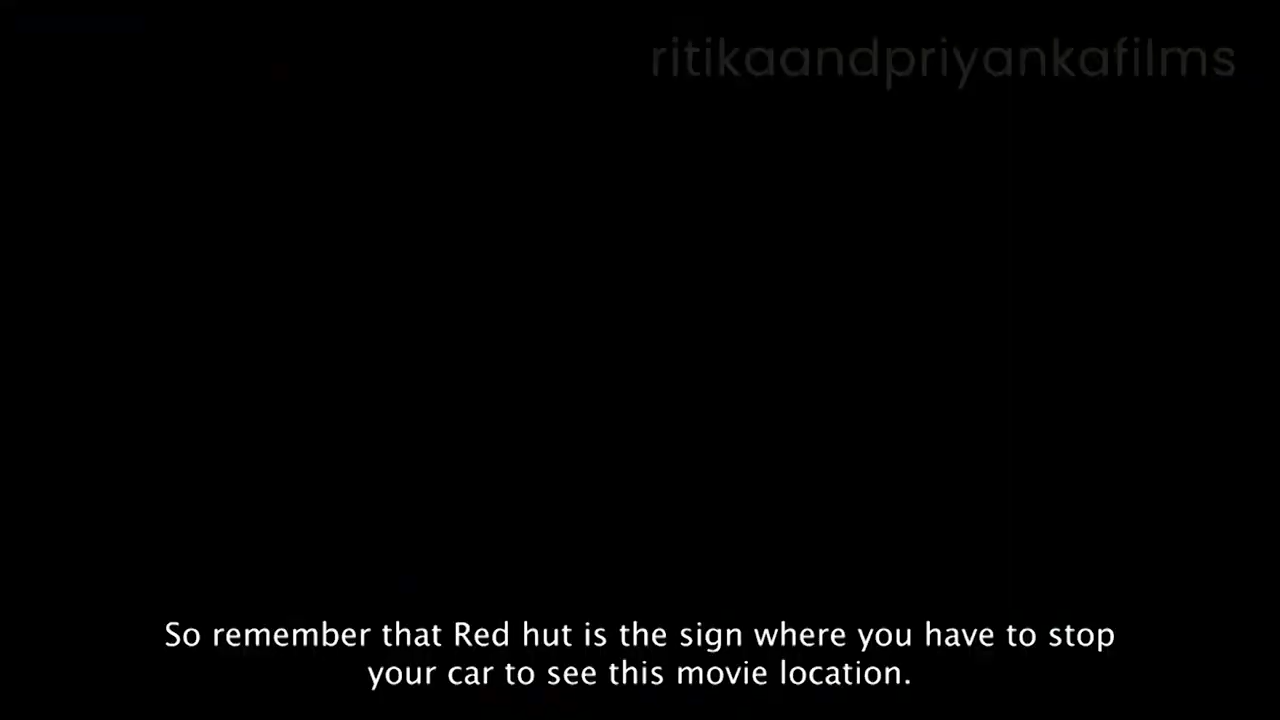 ritikaandpriyankafilms
So remember that Red hut is the sign where you have to stop
your car to see this movie location.